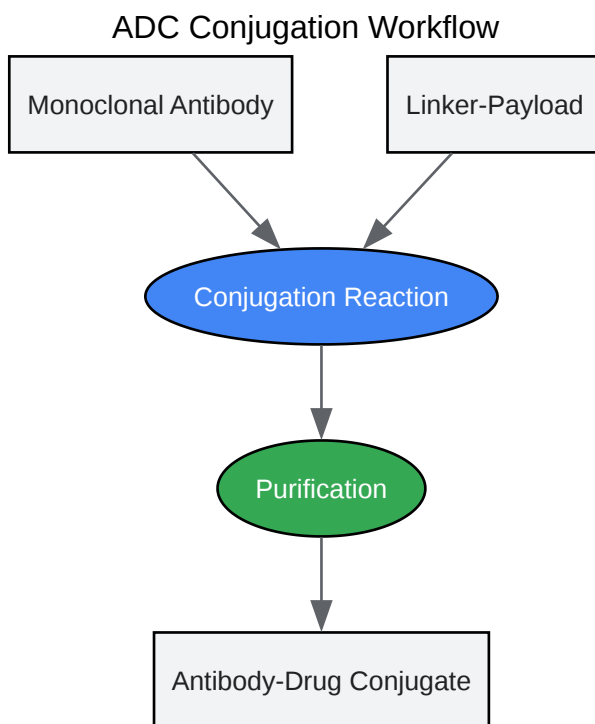 ADC Conjugation Workflow
Monoclonal Antibody
Linker-Payload
Conjugation Reaction
Purification
Antibody-Drug Conjugate